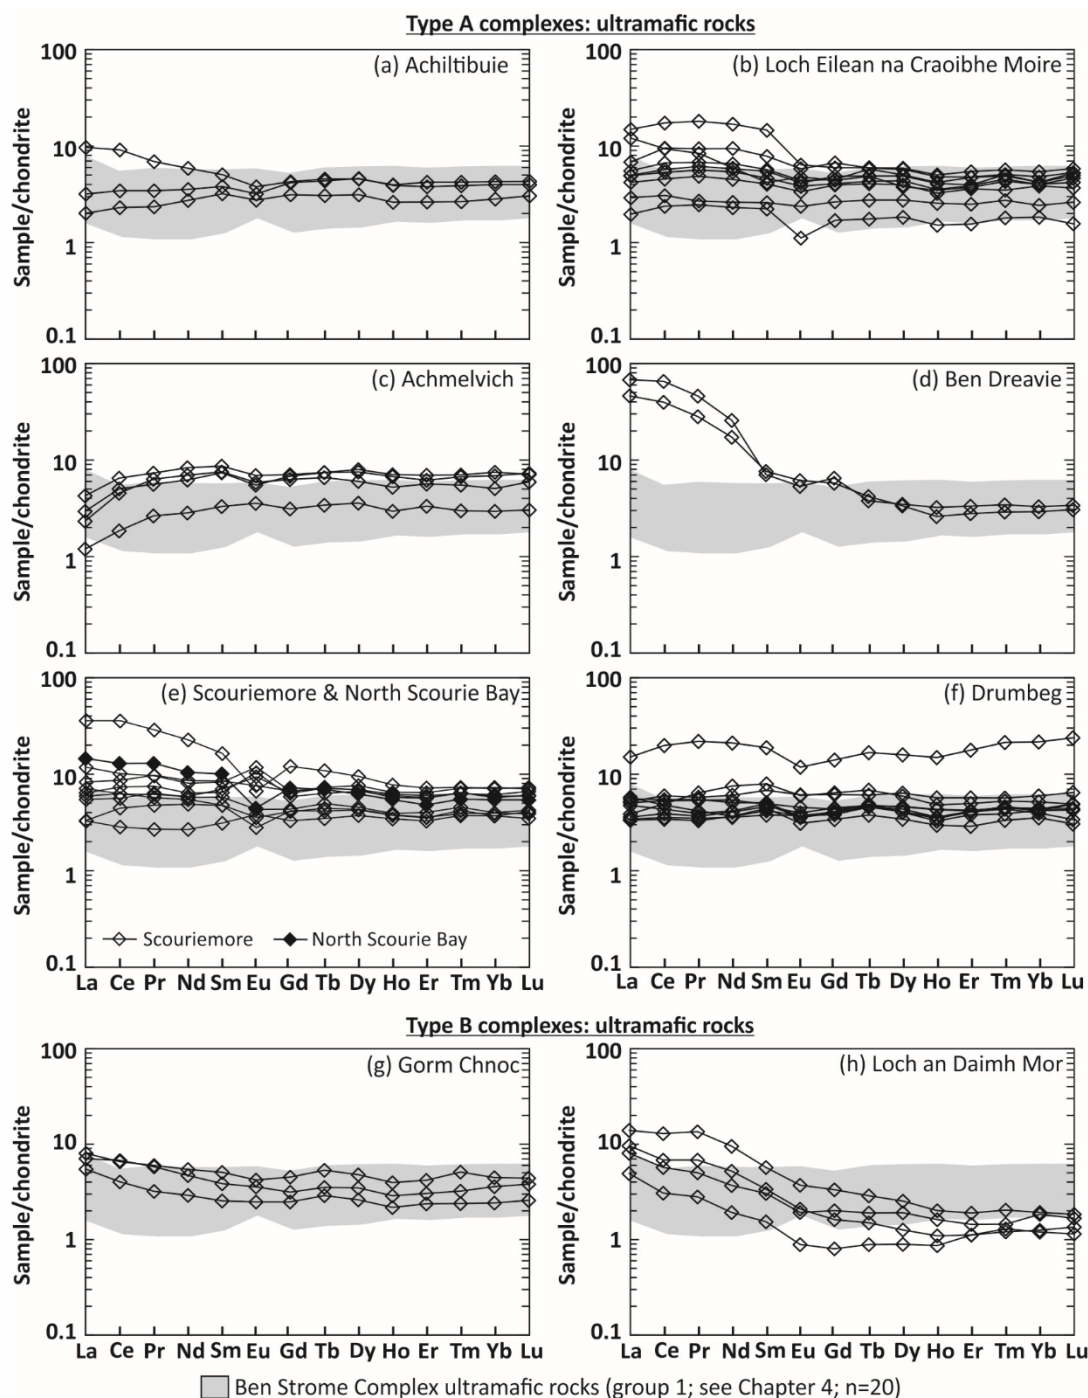 Type A complexes: ultramafic rocks
(a) Achiltibuie
(b) Loch Eilean na Craoibhe Moire
Sample/chondrite
100
10
1
0.1
Sample/chondrite
100
10
1
0.1
(c) Achmelvich
(d) Ben Dreavie
Sample/chondrite
100
10
1
0.1
Sample/chondrite
100
10
1
0.1
(e) Scouriemore & North Scourie Bay
(f) Drumbeg
Sample/chondrite
100
10
1
0.1
Scouriemore North Scourie Bay
Sample/chondrite
100
10
1
0.1
La Ce Pr Nd Sm Eu Gd Tb Dy Ho Er Tm Yb Lu
La Ce Pr Nd Sm Eu Gd Tb Dy Ho Er Tm Yb Lu
Type B complexes: ultramafic rocks
(g) Gorm Chnoc
(h) Loch an Daimh Mor
Sample/chondrite
100
10
1
0.1
Sample/chondrite
100
10
1
0.1
La Ce Pr Nd Sm Eu Gd Tb Dy Ho Er Tm Yb Lu
La Ce Pr Nd Sm Eu Gd Tb Dy Ho Er Tm Yb Lu
Ben Strome Complex ultramafic rocks (group 1; see Chapter 4; n=20)